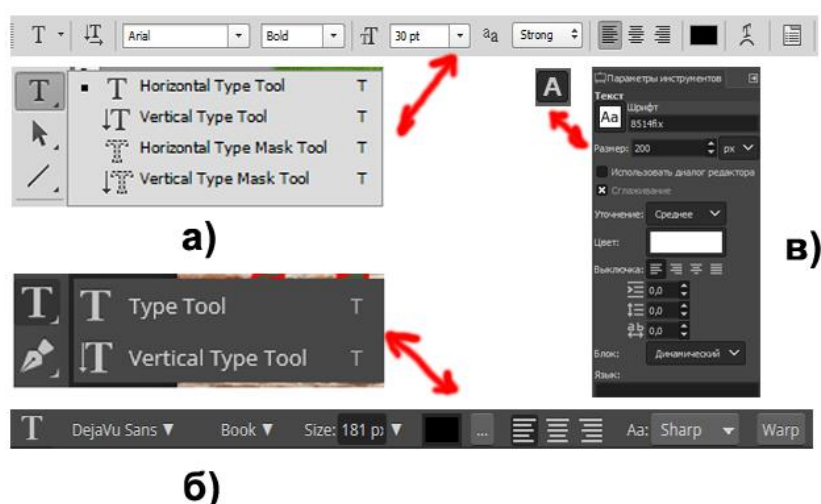 T Arial Bold T 30 pt aa Strong
T Horizontal Type Tool T
T Vertical Type Tool T
T Horizontal Type Mask Tool T
T Vertical Type Mask Tool T
а)
A
Параметры инструментов
Текст
Шрифт
Aa 8514fix
Размер: 200 px
Использовать диалог редактора
Сглаживание
Уточнение: Среднее
Цвет:
Выключка:
0,0
0,0
ab 0,0
Блок: Динамический
Язык:
в)
T T Type Tool T
T Vertical Type Tool T
T DejaVu Sans ▼ Book ▼ Size: 181 px ▼ ... Aa: Sharp Warp
б)